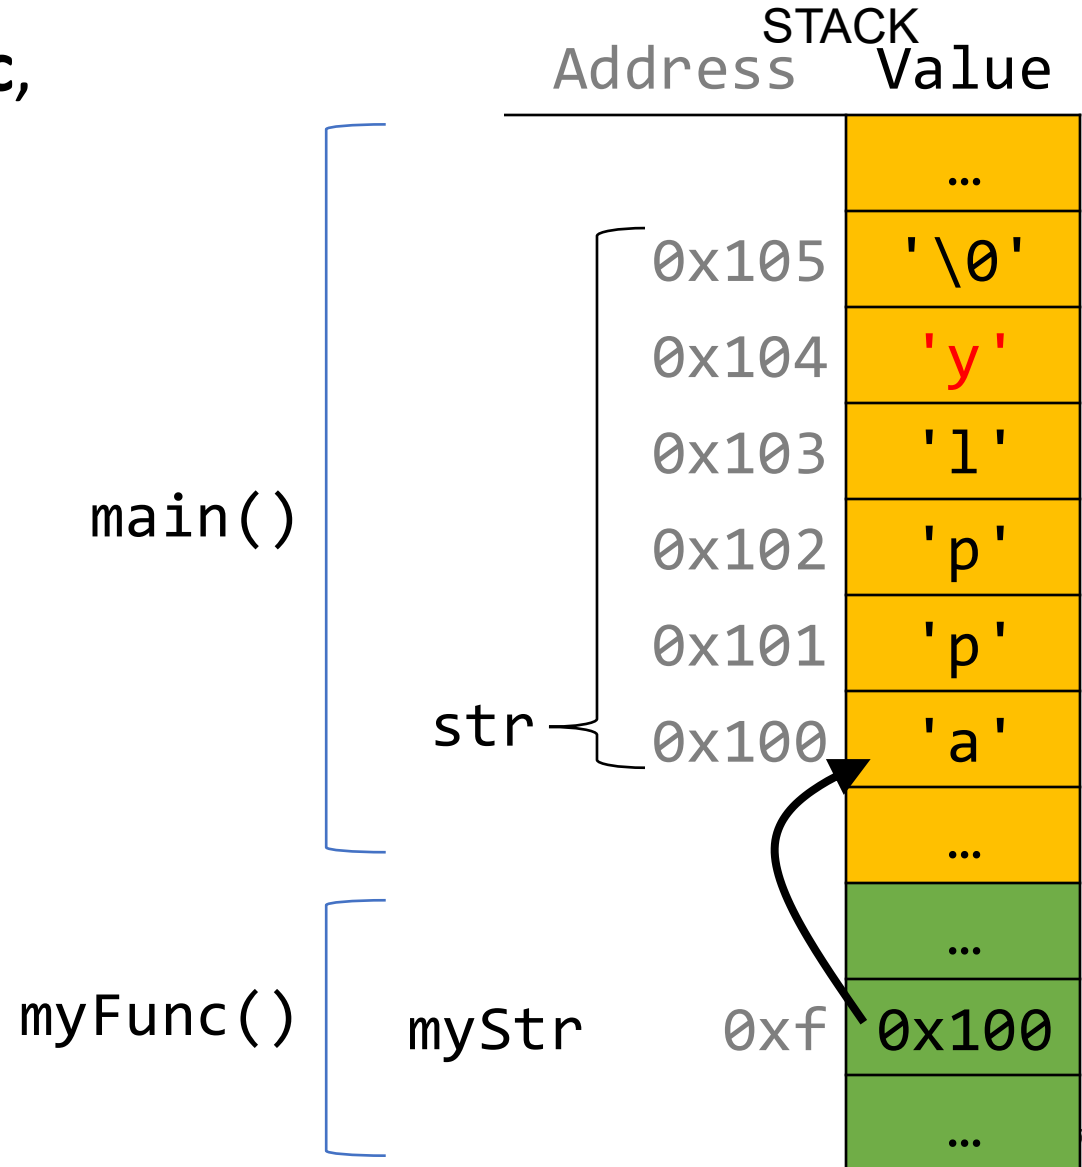 c,
STACK
Address Value
…
0x105 '\0'
0x104 'y'
0x103 'l'
main()
0x102 'p'
0x101 'p'
str
0x100 'a'
…
…
myFunc() myStr 0xf 0x100
…